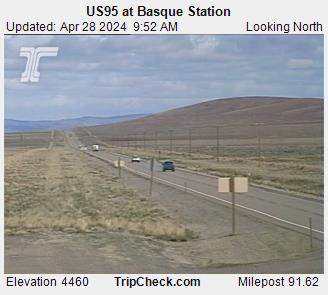 US95 at Basque Station
Updated: Apr 28 2024 9:52 AM Looking North
Elevation 4460 TripCheck.com Milepost 91.62